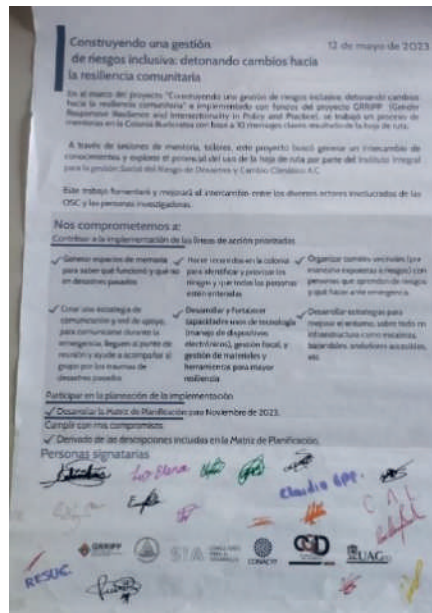 Construyendo una gestión
de riesgos inclusiva: detonando cambios hacia
la resiliencia comunitaria
12 de mayo de 2023
En el marco del proyecto "Construyendo una gestión de riesgos inclusiva: detonando cambios
hacia la resiliencia comunitaria" e implementado con fondos del proyecto GRRIPP (Gender
Responsive Resilience and Intersectionality in Policy and Practice), se trabajó un proceso de
mentorías en la Colonia con base a 10 mensajes claves resultado de la hoja de ruta.
A través de sesiones de mentoría, talleres, este proyecto buscó generar un intercambio de
conocimientos y explorar el potencial del uso de la hoja de ruta por parte del Instituto Integral
para la gestión Social del Riesgo de Desastres y Cambio Climático A.C
Este trabajo fomentará y mejorará el intercambio entre los diversos actores involucrados de las
OSC y las personas investigadoras.
Nos comprometemos a:
Contribuir a la implementación de las líneas de acción priorizadas
Generar espacios de memoria
para saber qué funcionó y qué no
en desastres pasados
Hacer recorridos en la colonia
para identificar y priorizar los
riesgos y que todas las personas
estén enteradas
Organizar comités vecinales (por
manzana expuestas a riesgo) con
personas que aprendan de riesgos
y qué hacer ante emergencia.
Crear una estrategia de
comunicación y red de apoyo,
para comunicarse durante la
emergencia, lleguen al punto de
reunión y ayude a acompañar al
grupo por los traumas de
desastres pasados
Desarrollar y fortalecer
capacidades usos de tecnología
(manejo de dispositivos
electrónicos), gestión local, y
gestión de materiales y
herramientas para mayor
resiliencia
Desarrollar estrategias para
mejorar el entorno, sobre todo en
infraestructura como escaleras,
barandales, andadores accesibles,
etc
Participar en la planeación de la implementación
Desarrollar la Matriz de Planificación para Noviembre de 2023.
Cumplir con mis compromisos
Derivado de las descripciones incluidas en la Matriz de Planificación.
Personas signatarias
Luz Elena
Claudia
GRRIPP
CONACYT
UAG
RESUC